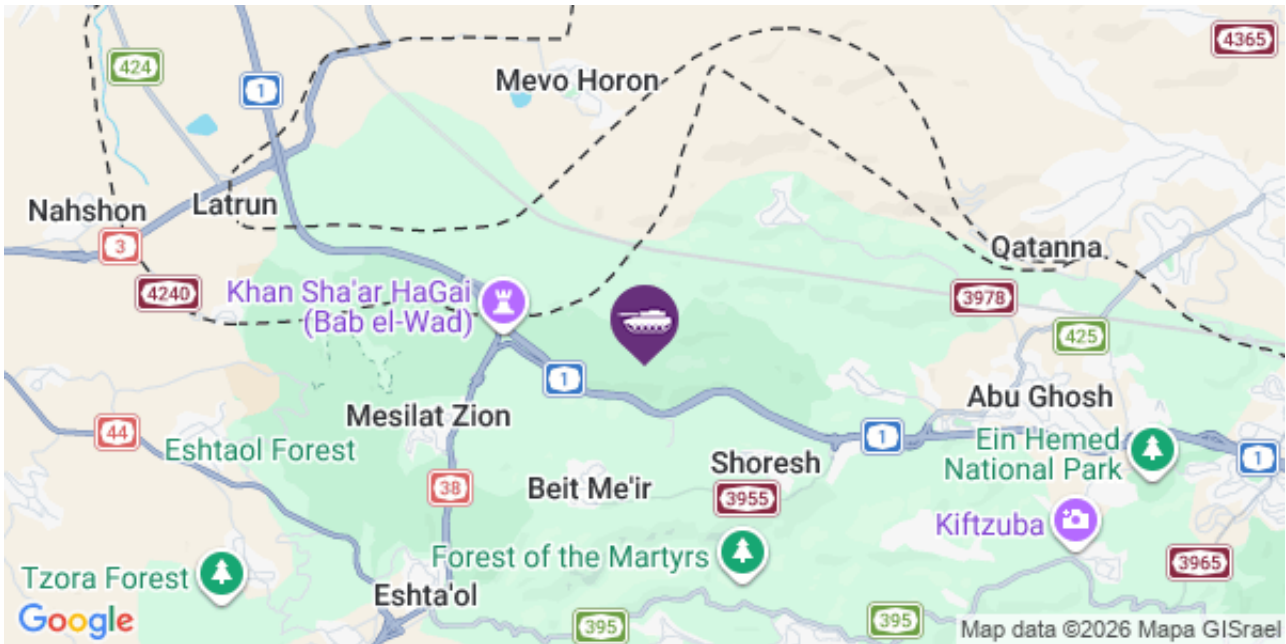 4365
424
1
Mevo Horon
Nahshon
Latrun
3
Qatanna
4240
Khan Sha'ar HaGai
(Bab el-Wad)
3978
425
1
Abu Ghosh
Mesilat Zion
44
Eshtaol Forest
1
Ein Hemed
National Park
1
Shoresh
38
Beit Me'ir
3955
Kiftzuba
Forest of the Martyrs
3965
Tzora Forest
Eshta'ol
395
395
Google
Map data ©2026 Mapa GISrael